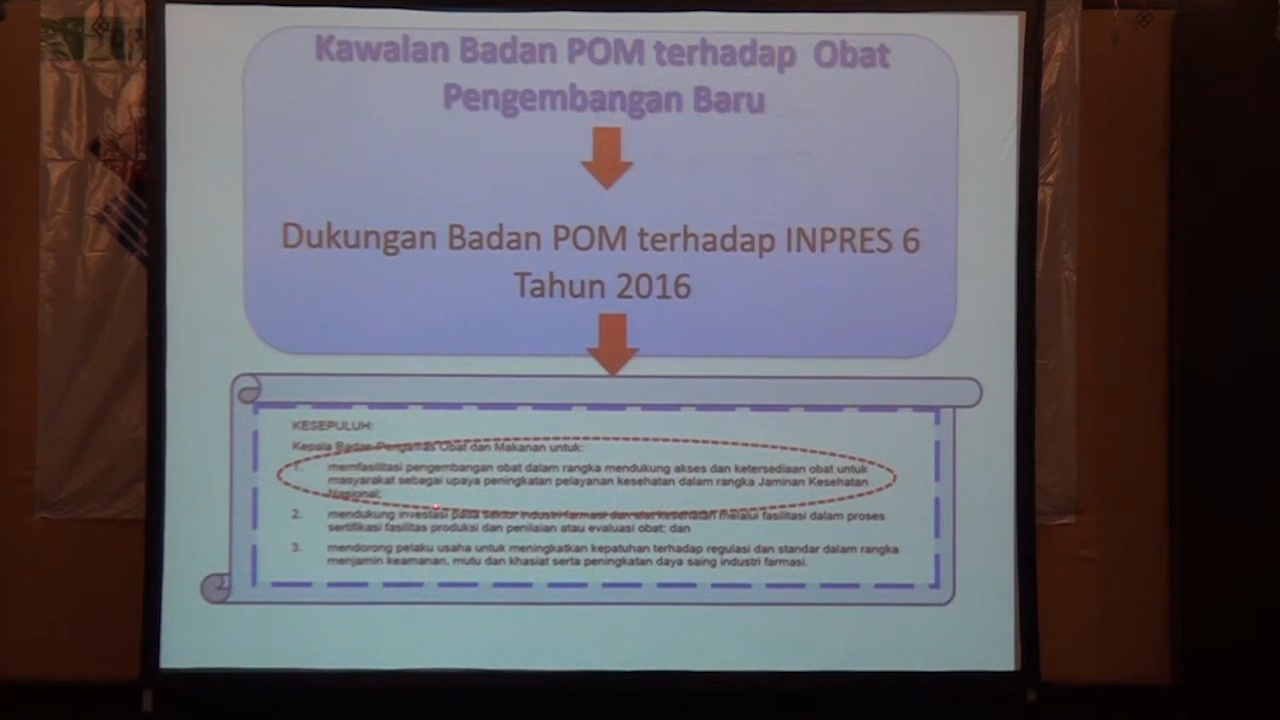 Kawalan Badan POM terhadap Obat
Pengembangan Baru
Dukungan Badan POM terhadap INPRES 6
Tahun 2016
KESEPULUH:
Kepala Badan Pengawas Obat dan Makanan untuk:
1. memfasilitasi pengembangan obat dalam rangka mendukung akses dan ketersediaan obat untuk
masyarakat sebagai upaya peningkatan pelayanan kesehatan dalam rangka Jaminan Kesehatan
Nasional;
2. mendukung investasi pada sektor industri farmasi dan alat kesehatan melalui fasilitasi dalam proses
sertifikasi fasilitas produksi dan penilaian atau evaluasi obat; dan
3. mendorong pelaku usaha untuk meningkatkan kepatuhan terhadap regulasi dan standar dalam rangka
menjamin keamanan, mutu dan khasiat serta peningkatan daya saing industri farmasi.